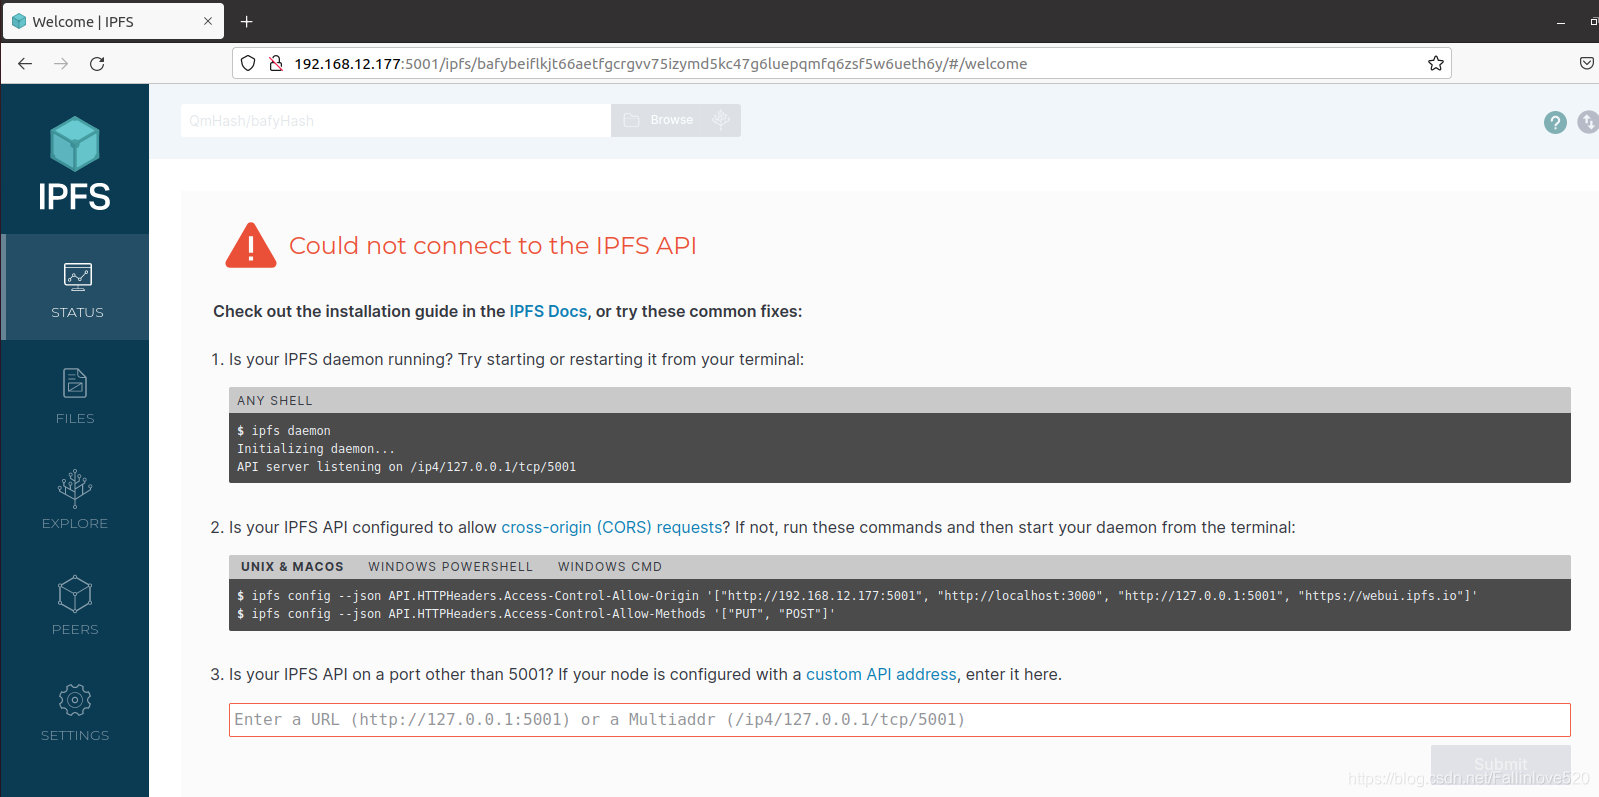 Welcome | IPFS
192.168.12.177:5001/ipfs/bafybeiflkjt66aetfgcrgvv75izymd5kc47g6luepqmfq6zsf5w6ueth6y/#/welcome
QmHash/bafyHash
Browse
IPFS
STATUS
FILES
EXPLORE
PEERS
SETTINGS
Could not connect to the IPFS API
Check out the installation guide in the IPFS Docs, or try these common fixes:
1. Is your IPFS daemon running? Try starting or restarting it from your terminal:
ANY SHELL
$ ipfs daemon
Initializing daemon...
API server listening on /ip4/127.0.0.1/tcp/5001
2. Is your IPFS API configured to allow cross-origin (CORS) requests? If not, run these commands and then start your daemon from the terminal:
UNIX & MACOS WINDOWS POWERSHELL WINDOWS CMD
$ ipfs config --json API.HTTPHeaders.Access-Control-Allow-Origin '["http://192.168.12.177:5001", "http://localhost:3000", "http://127.0.0.1:5001", "https://webui.ipfs.io"]'
$ ipfs config --json API.HTTPHeaders.Access-Control-Allow-Methods '["PUT", "POST"]'
3. Is your IPFS API on a port other than 5001? If your node is configured with a custom API address, enter it here.
Enter a URL (http://127.0.0.1:5001) or a Multiaddr (/ip4/127.0.0.1/tcp/5001)
Submit
https://blog.csdn.net/Fallinlove520